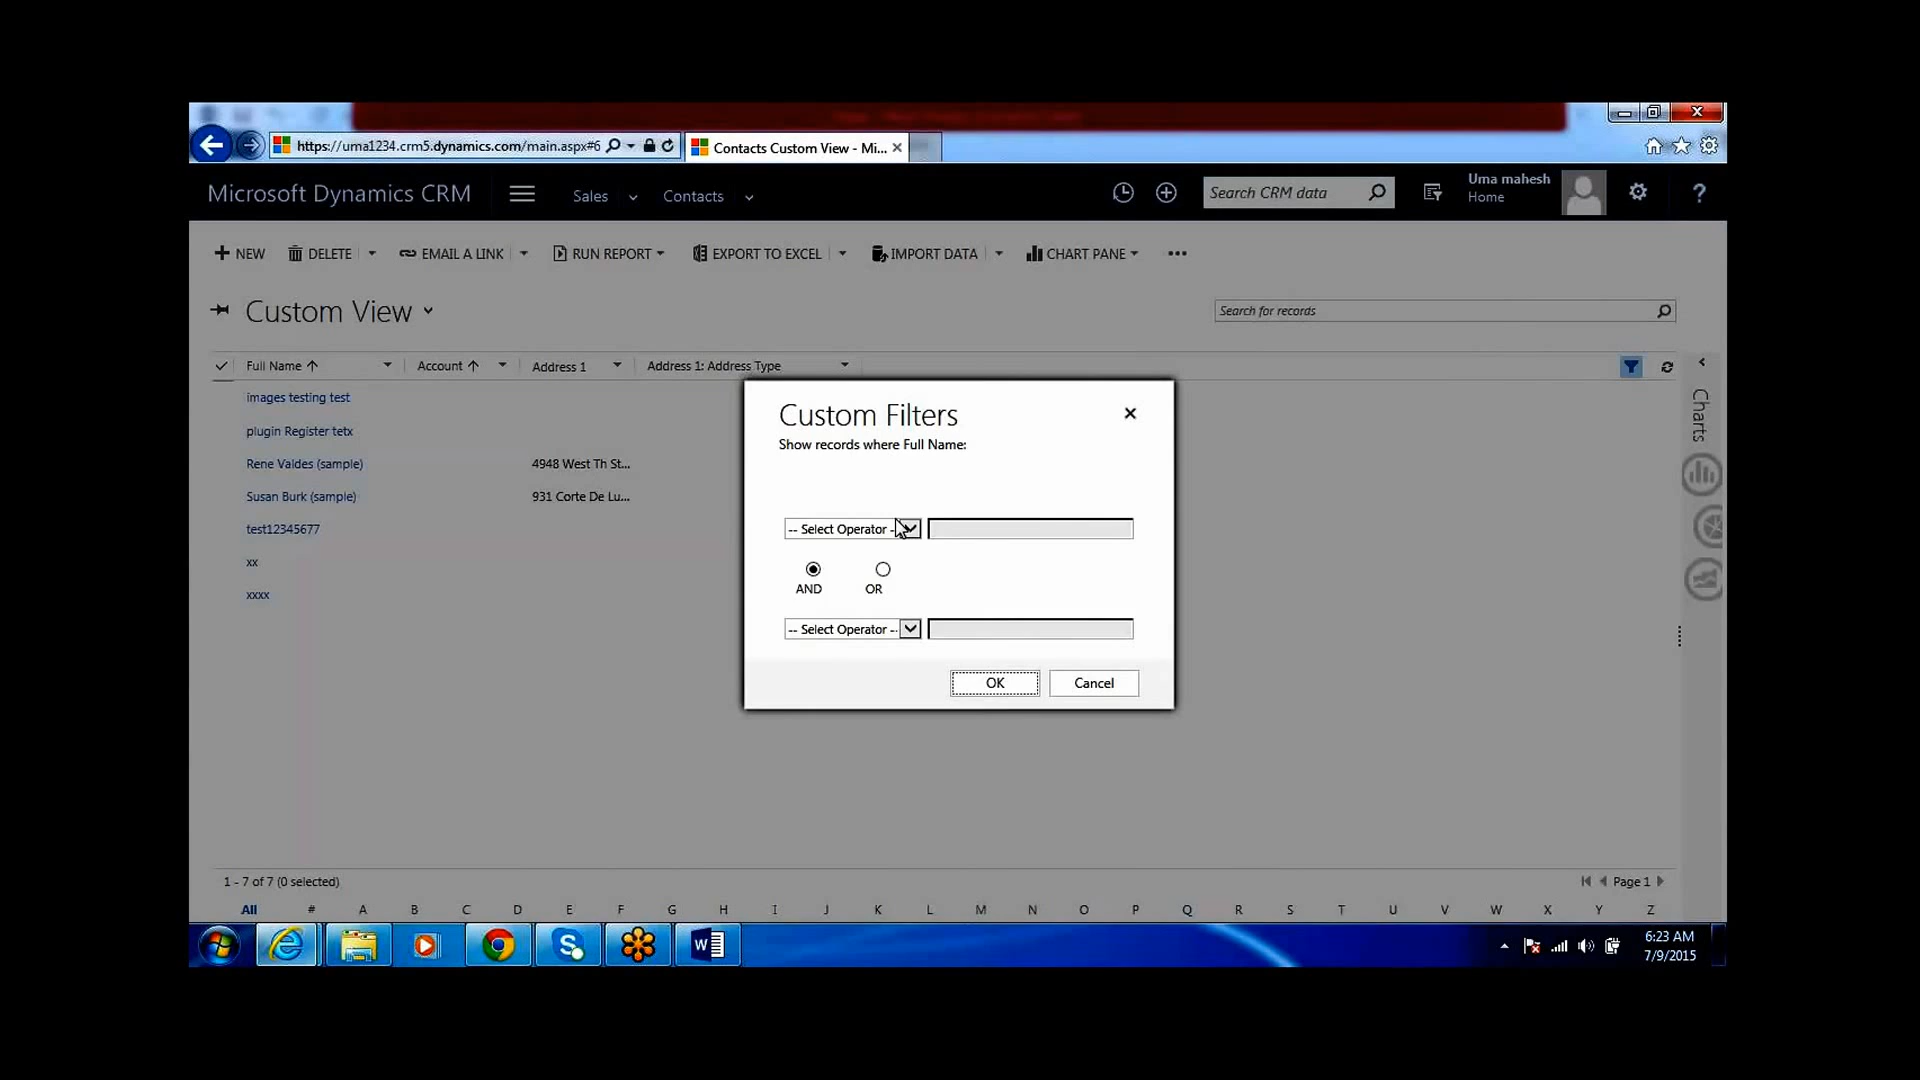 https://uma1234.crm5.dynamics.com/main.aspx#6
Contacts Custom View - Mi...
Microsoft Dynamics CRM
Sales
Contacts
Search CRM data
Uma mahesh
Home
?
NEW
DELETE
EMAIL A LINK
RUN REPORT
EXPORT TO EXCEL
IMPORT DATA
CHART PANE
Custom View
Search for records
Full Name
Account
Address 1
Address 1: Address Type
images testing test
plugin Register tetx
Rene Valdes (sample)
4948 West Th St...
Susan Burk (sample)
931 Corte De Lu...
test12345677
xx
xxxx
Charts
Custom Filters
Show records where Full Name:
-- Select Operator -
AND
OR
-- Select Operator --
OK
Cancel
1 - 7 of 7 (0 selected)
Page 1
All # A B C D E F G H I J K L M N O P Q R S T U V W X Y Z
6:23 AM
7/9/2015